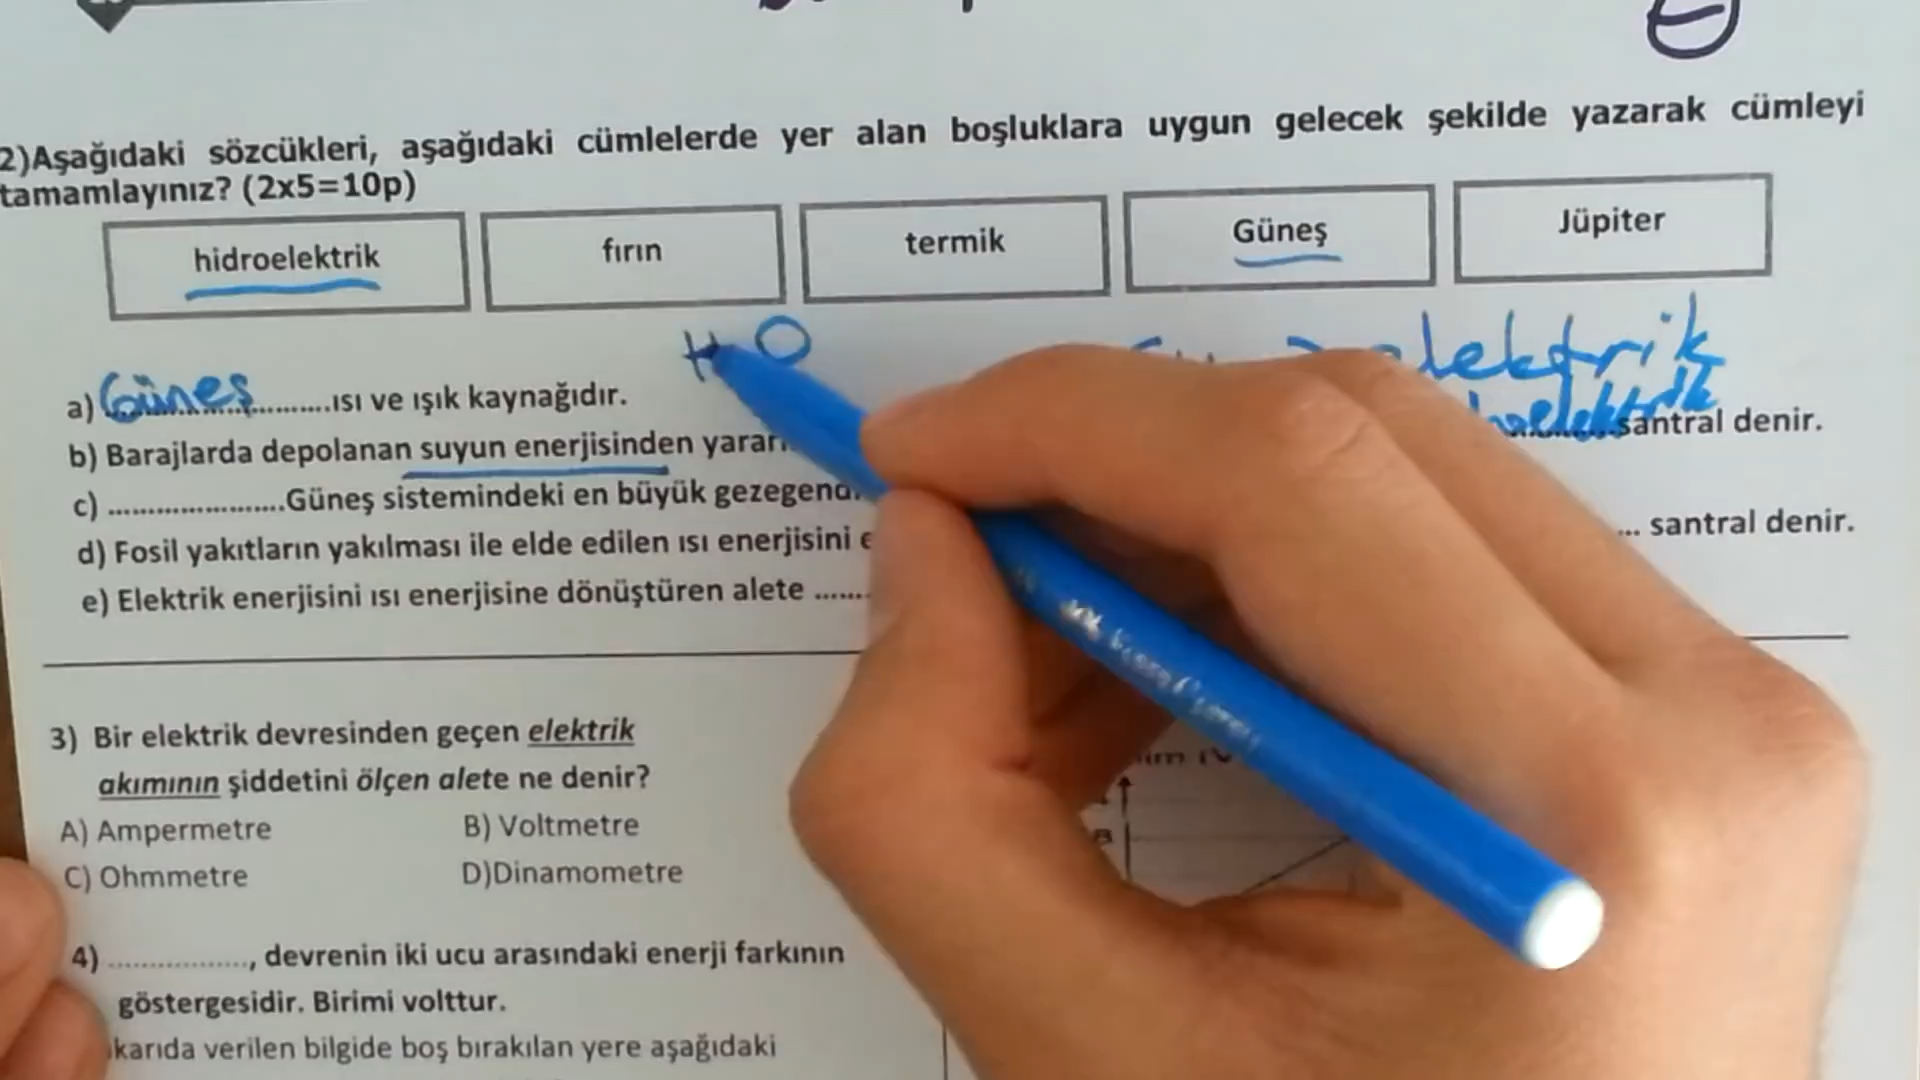 2)Aşağıdaki sözcükleri, aşağıdaki cümlelerde yer alan boşluklara uygun gelecek şekilde yazarak cümleyi
tamamlayınız? (2x5=10p)
hidroelektrik fırın termik Güneş Jüpiter
H O elektrik
a) Güneş ............ısı ve ışık kaynağıdır.
b) Barajlarda depolanan suyun enerjisinden santral denir.
c) ......................Güneş sistemindeki en büyük
d) Fosil yakıtların yakılması ile elde edilen ısı enerjisini ... santral denir.
e) Elektrik enerjisini ısı enerjisine dönüştüren alete .......
3) Bir elektrik devresinden geçen elektrik
akımının şiddetini ölçen alete ne denir?
A) Ampermetre B) Voltmetre
C) Ohmmetre D)Dinamometre
4) ................., devrenin iki ucu arasındaki enerji farkının
göstergesidir. Birimi volttur.
verilen bilgide boş bırakılan yere aşağıdaki